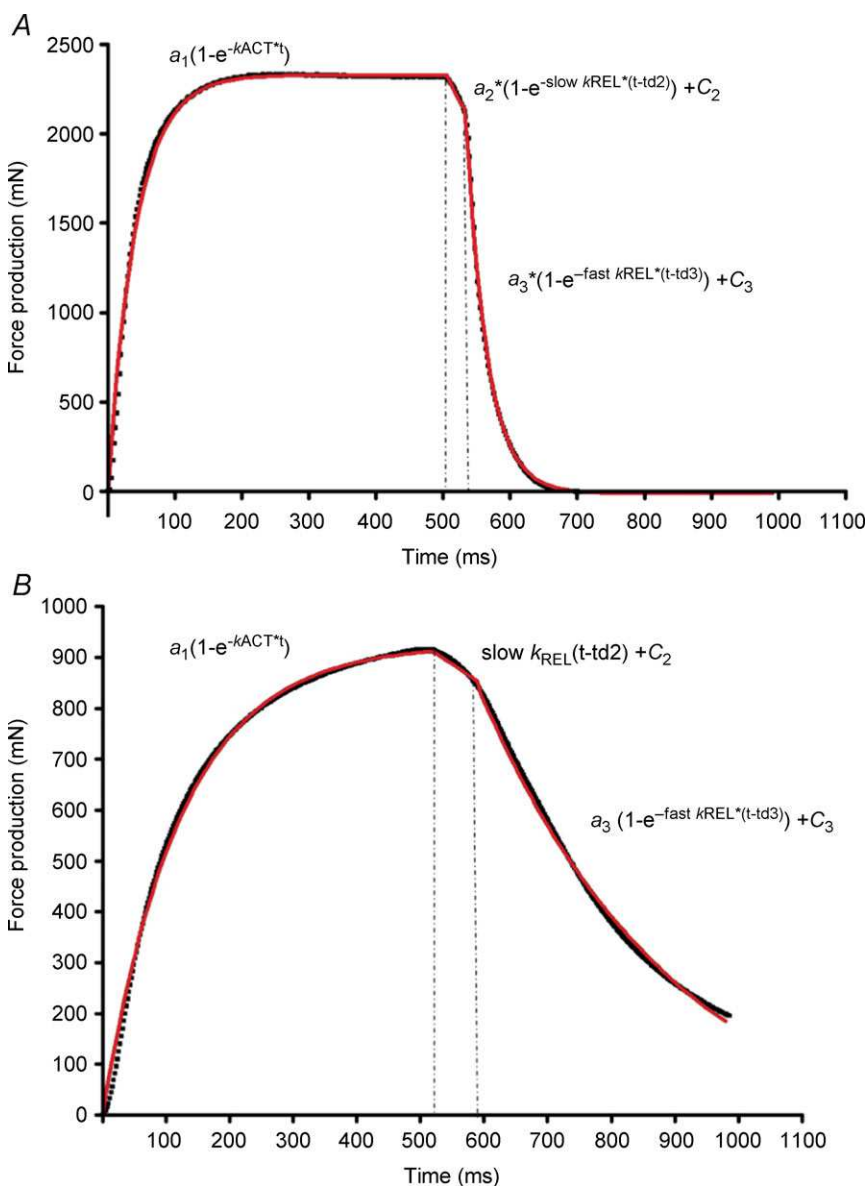 A
2500
2000
1500
1000
500
0
Force production (mN)
a₁(1-e⁻ᵏᴬᶜᵀ*ᵗ)
a₂*(1-e^-slow kREL*(t-td2)) +C₂
a₃*(1-e^–fast kREL*(t-td3)) +C₃
100 200 300 400 500 600 700 800 900 1000 1100
Time (ms)
B
1000
900
800
700
600
500
400
300
200
100
0
Force production (mN)
a₁(1-e⁻ᵏᴬᶜᵀ*ᵗ)
slow k_REL(t-td2) +C₂
a₃ (1-e^–fast kREL*(t-td3)) +C₃
100 200 300 400 500 600 700 800 900 1000 1100
Time (ms)